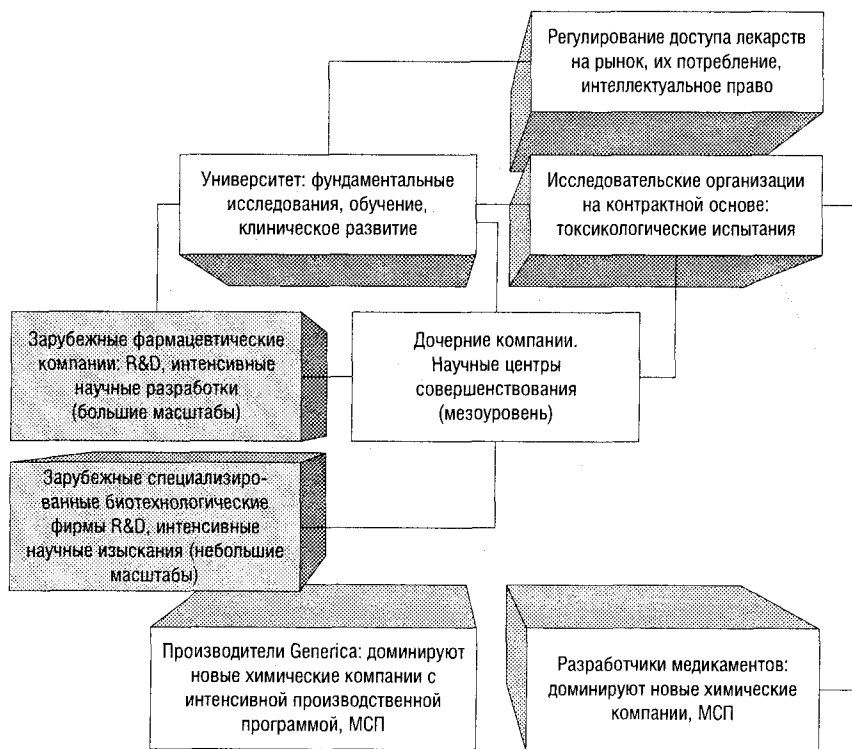 Регулирование доступа лекарств
на рынок, их потребление,
интеллектуальное право
Университет: фундаментальные
исследования, обучение,
клиническое развитие
Исследовательские организации
на контрактной основе:
токсикологические испытания
Зарубежные фармацевтические
компании: R&D, интенсивные
научные разработки
(большие масштабы)
Дочерние компании.
Научные центры
совершенствования
(мезоуровень)
Зарубежные специализиро-
ванные биотехнологические
фирмы R&D, интенсивные
научные изыскания (небольшие
масштабы)
Производители Generica: доминируют
новые химические компании с
интенсивной производственной
программой, МСП
Разработчики медикаментов:
доминируют новые химические
компании, МСП